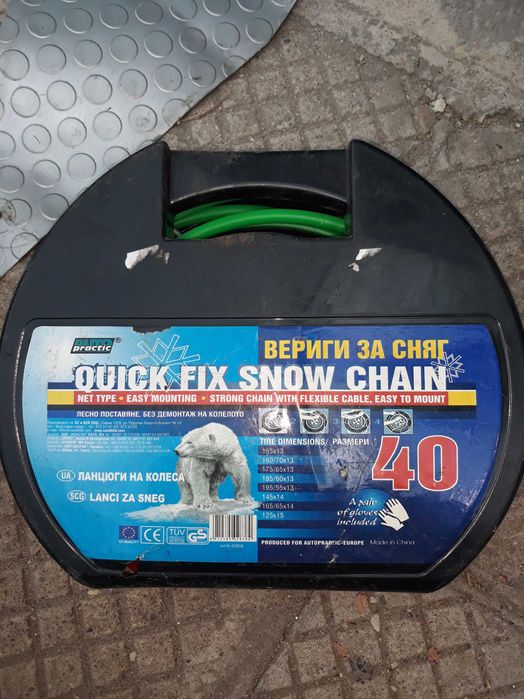 AUTO
practic®
ВЕРИГИ ЗА СНЯГ
QUICK FIX SNOW CHAIN
NET TYPE • EASY MOUNTING • STRONG CHAIN WITH FLEXIBLE CABLE, EASY TO MOUNT
ЛЕСНО ПОСТАВЯНЕ, БЕЗ ДЕМОНТАЖ НА КОЛЕЛОТО
3 4
TIRE DIMENSIONS/ РАЗМЕРИ
155x13
160/70x13
175/65x13
185/60x13
195/55x13
145x14
165/65x14
125x15
40
UA ЛАНЦЮГИ НА КОЛЕСА
SCG LANCI ZA SNEG
A pair
of gloves
included
TÜV GS
PRODUCED FOR AUTOPRACTIC-EUROPE Made in China